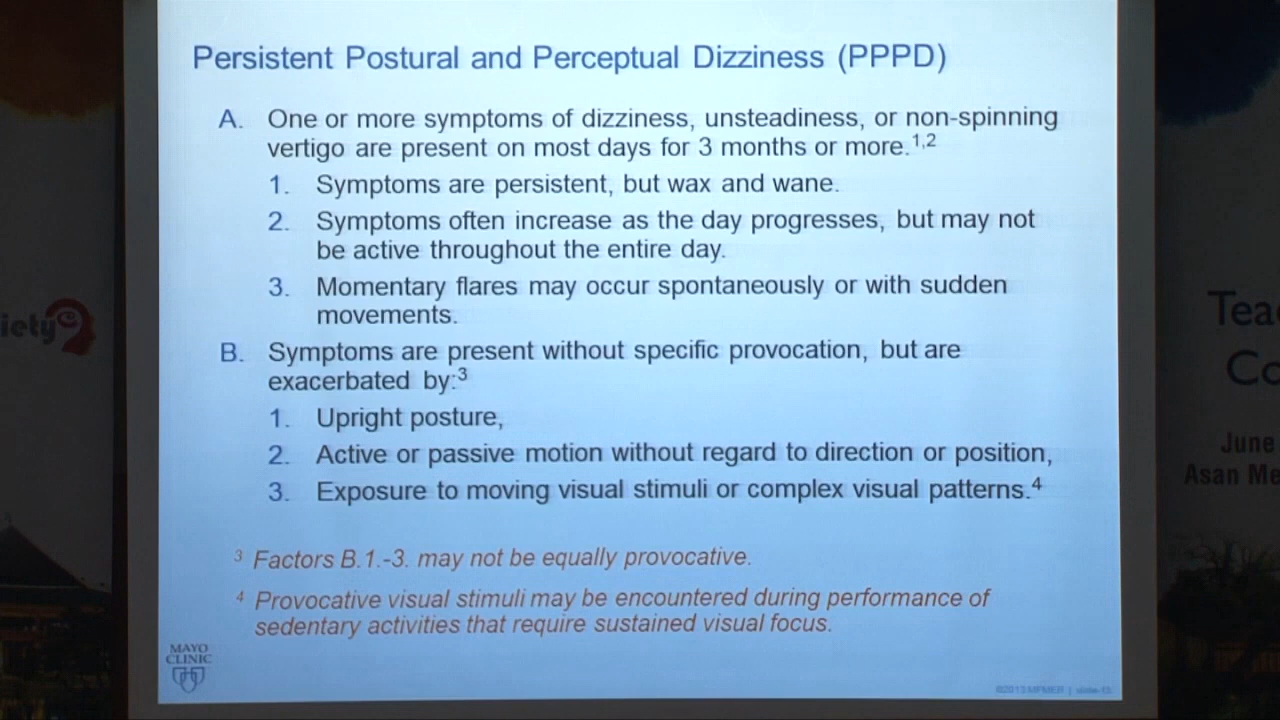 Persistent Postural and Perceptual Dizziness (PPPD)
A. One or more symptoms of dizziness, unsteadiness, or non-spinning
vertigo are present on most days for 3 months or more.1,2
1. Symptoms are persistent, but wax and wane.
2. Symptoms often increase as the day progresses, but may not
be active throughout the entire day.
3. Momentary flares may occur spontaneously or with sudden
movements.
B. Symptoms are present without specific provocation, but are
exacerbated by:3
1. Upright posture,
2. Active or passive motion without regard to direction or position,
3. Exposure to moving visual stimuli or complex visual patterns.4
3 Factors B.1.-3. may not be equally provocative.
4 Provocative visual stimuli may be encountered during performance of
sedentary activities that require sustained visual focus.
MAYO
CLINIC
©2013 MFMER | slide-15
iety
Tea
Co
June
Asan Me